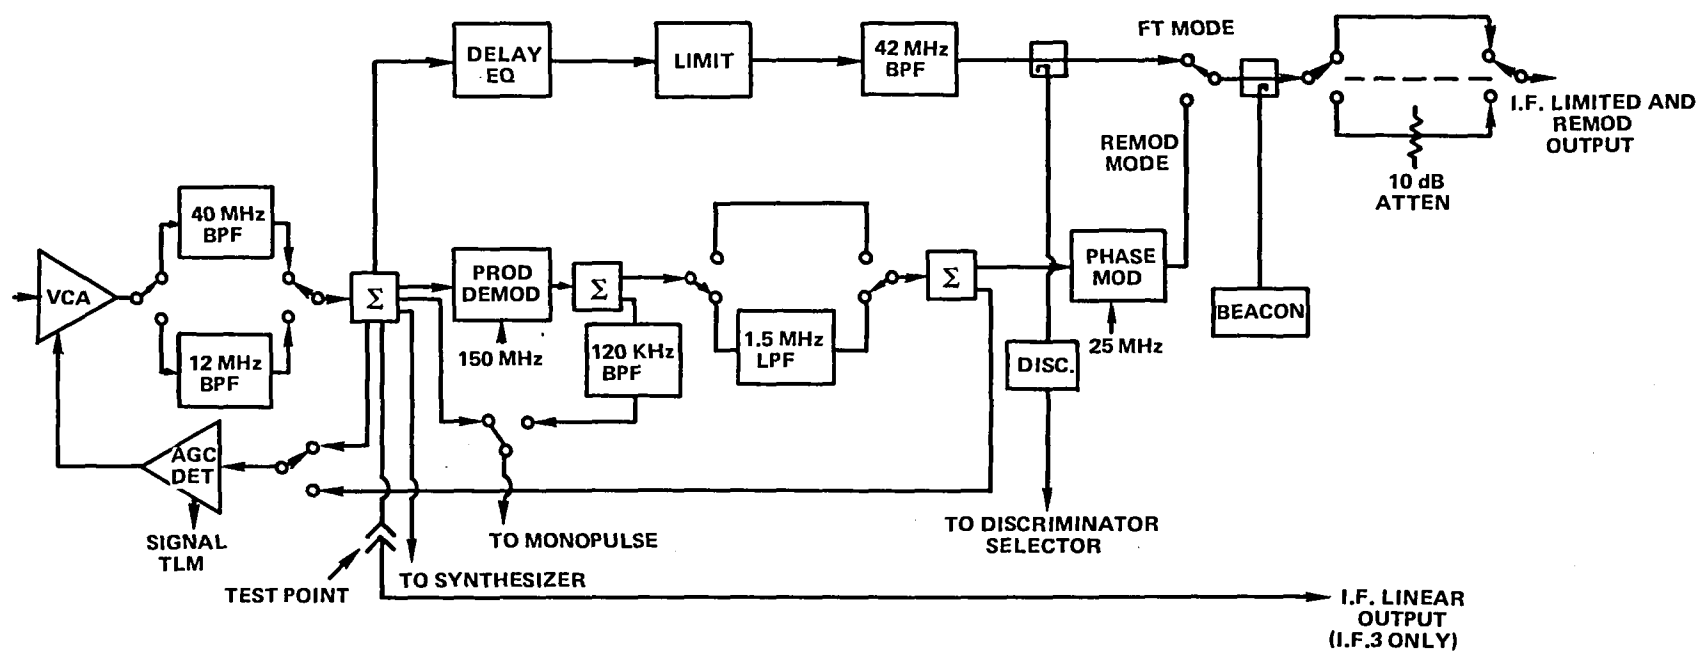 FT MODE
DELAY
EQ
LIMIT
42 MHz
BPF
I.F. LIMITED AND
REMOD
OUTPUT
REMOD
MODE
10 dB
ATTEN
40 MHz
BPF
VCA
Σ
PROD
DEMOD
Σ
Σ
PHASE
MOD
BEACON
150 MHz
120 KHz
BPF
1.5 MHz
LPF
25 MHz
DISC.
12 MHz
BPF
AGC
DET
SIGNAL
TLM
TEST POINT
TO SYNTHESIZER
TO MONOPULSE
TO DISCRIMINATOR
SELECTOR
I.F. LINEAR
OUTPUT
(I.F.3 ONLY)